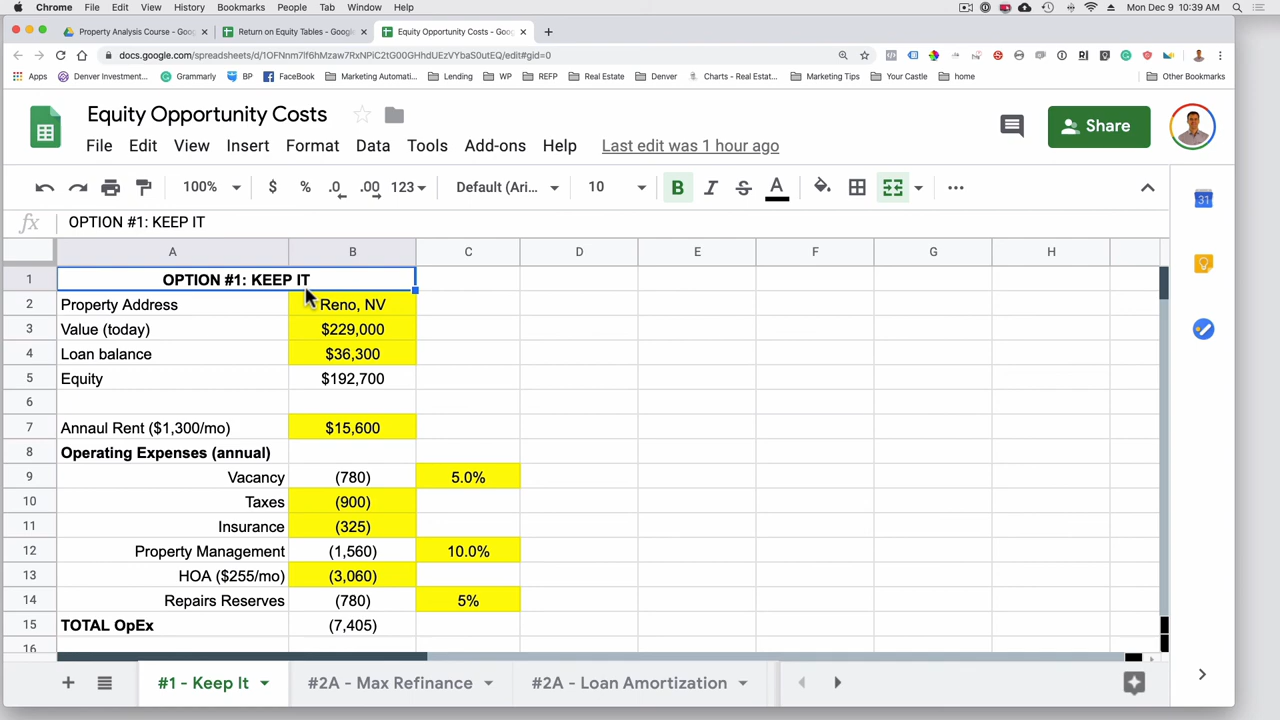 Chrome File Edit View History Bookmarks People Tab Window Help Mon Dec 9 10:39 AM
Property Analysis Course - Goo × Return on Equity Tables - Google × Equity Opportunity Costs - Goog × +
docs.google.com/spreadsheets/d/1OFNnm7lf6hMzaw7RxNPlC2tG00GHhdUEzVYbaS0utEQ/edit#gid=0
Apps Denver Investment... Grammarly BP FaceBook Marketing Automati... Lending WP REFP Real Estate Denver Charts - Real Estat... Marketing Tips Your Castle home Other Bookmarks
Equity Opportunity Costs
Share
File Edit View Insert Format Data Tools Add-ons Help Last edit was 1 hour ago
100% $ % .0 .00 123 Default (Ari... 10 B I S A
fx OPTION #1: KEEP IT
A B C D E F G H
1 OPTION #1: KEEP IT
2 Property Address Reno, NV
3 Value (today) $229,000
4 Loan balance $36,300
5 Equity $192,700
6
7 Annaul Rent ($1,300/mo) $15,600
8 Operating Expenses (annual)
9 Vacancy (780) 5.0%
10 Taxes (900)
11 Insurance (325)
12 Property Management (1,560) 10.0%
13 HOA ($255/mo) (3,060)
14 Repairs Reserves (780) 5%
15 TOTAL OpEx (7,405)
16
+ #1 - Keep It #2A - Max Refinance #2A - Loan Amortization
31